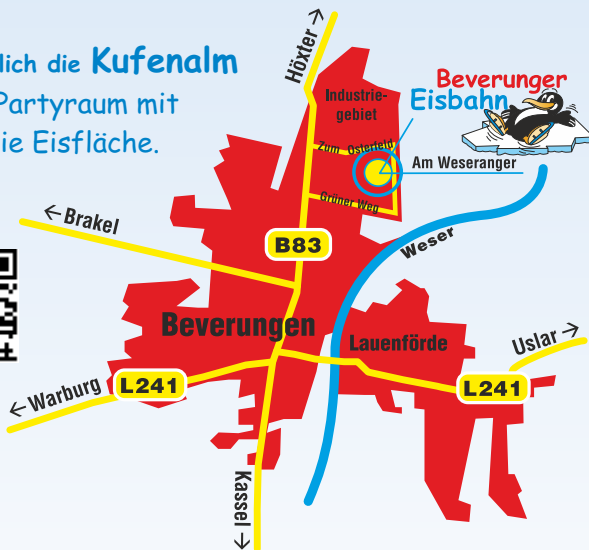 lich die Kufenalm
Partyraum mit
ie Eisfläche.
Höxter →
Industrie-
gebiet
Beverunger
Eisbahn
Zum Osterfeld
Am Weseranger
Grüner Weg
← Brakel
B83
Weser
Beverungen
Lauenförde
Uslar →
← Warburg
L241
L241
Kassel →